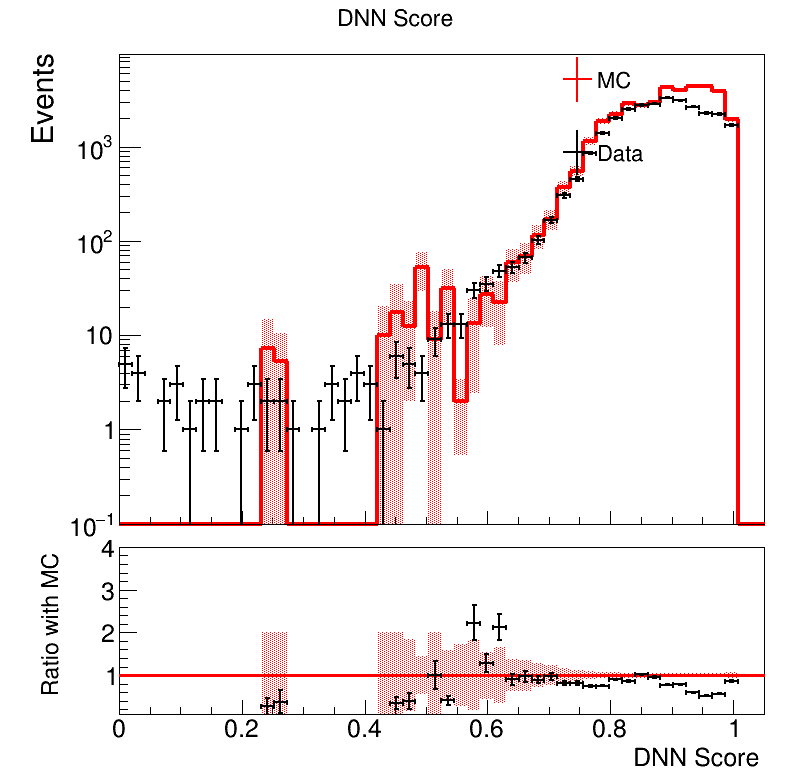 DNN Score
Events
10³
10²
10
1
10⁻¹
MC
Data
Ratio with MC
4
3
2
1
0 0.2 0.4 0.6 0.8 1
DNN Score